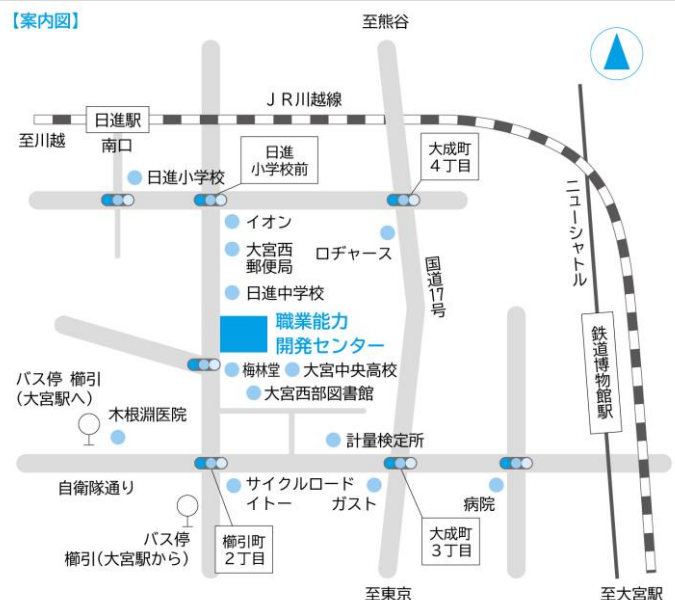 【案内図】
至熊谷
JR川越線
日進駅
至川越
南口
日進
小学校前
大成町
4丁目
日進小学校
イオン
大宮西
郵便局
ロヂャース
日進中学校
国道17号
ニューシャトル
職業能力
開発センター
鉄道博物館駅
梅林堂
大宮中央高校
大宮西部図書館
バス停 櫛引
(大宮駅へ)
木根淵医院
計量検定所
自衛隊通り
サイクルロード
イトー
ガスト
病院
バス停
櫛引(大宮駅から)
櫛引町
2丁目
大成町
3丁目
至東京
至大宮駅